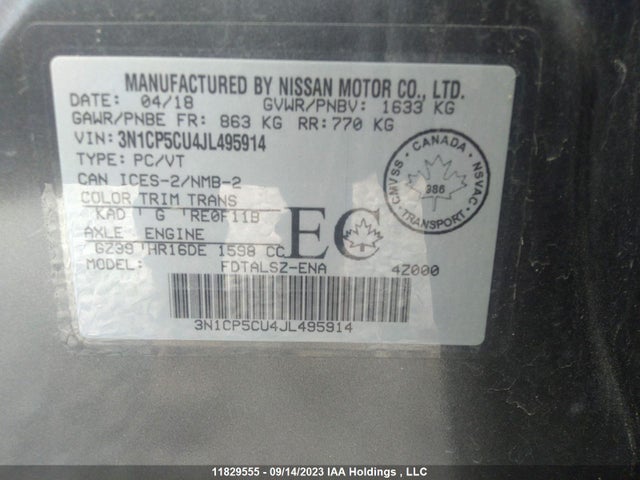 MANUFACTURED BY NISSAN MOTOR CO., LTD.
DATE: 04/18 GVWR/PNBV: 1633 KG
GAWR/PNBE FR: 863 KG RR: 770 KG
VIN: 3N1CP5CU4JL495914
TYPE: PC/VT
CAN ICES-2/NMB-2
COLOR TRIM TRANS
KAD G RE0F11B
AXLE ENGINE
GZ39 HR16DE 1598 CC
MODEL: FDTALSZ-ENA 4Z000
EC
CMVSS • CANADA • NSVAC • TRANSPORT •
386
3N1CP5CU4JL495914
11829555 - 09/14/2023 IAA Holdings , LLC